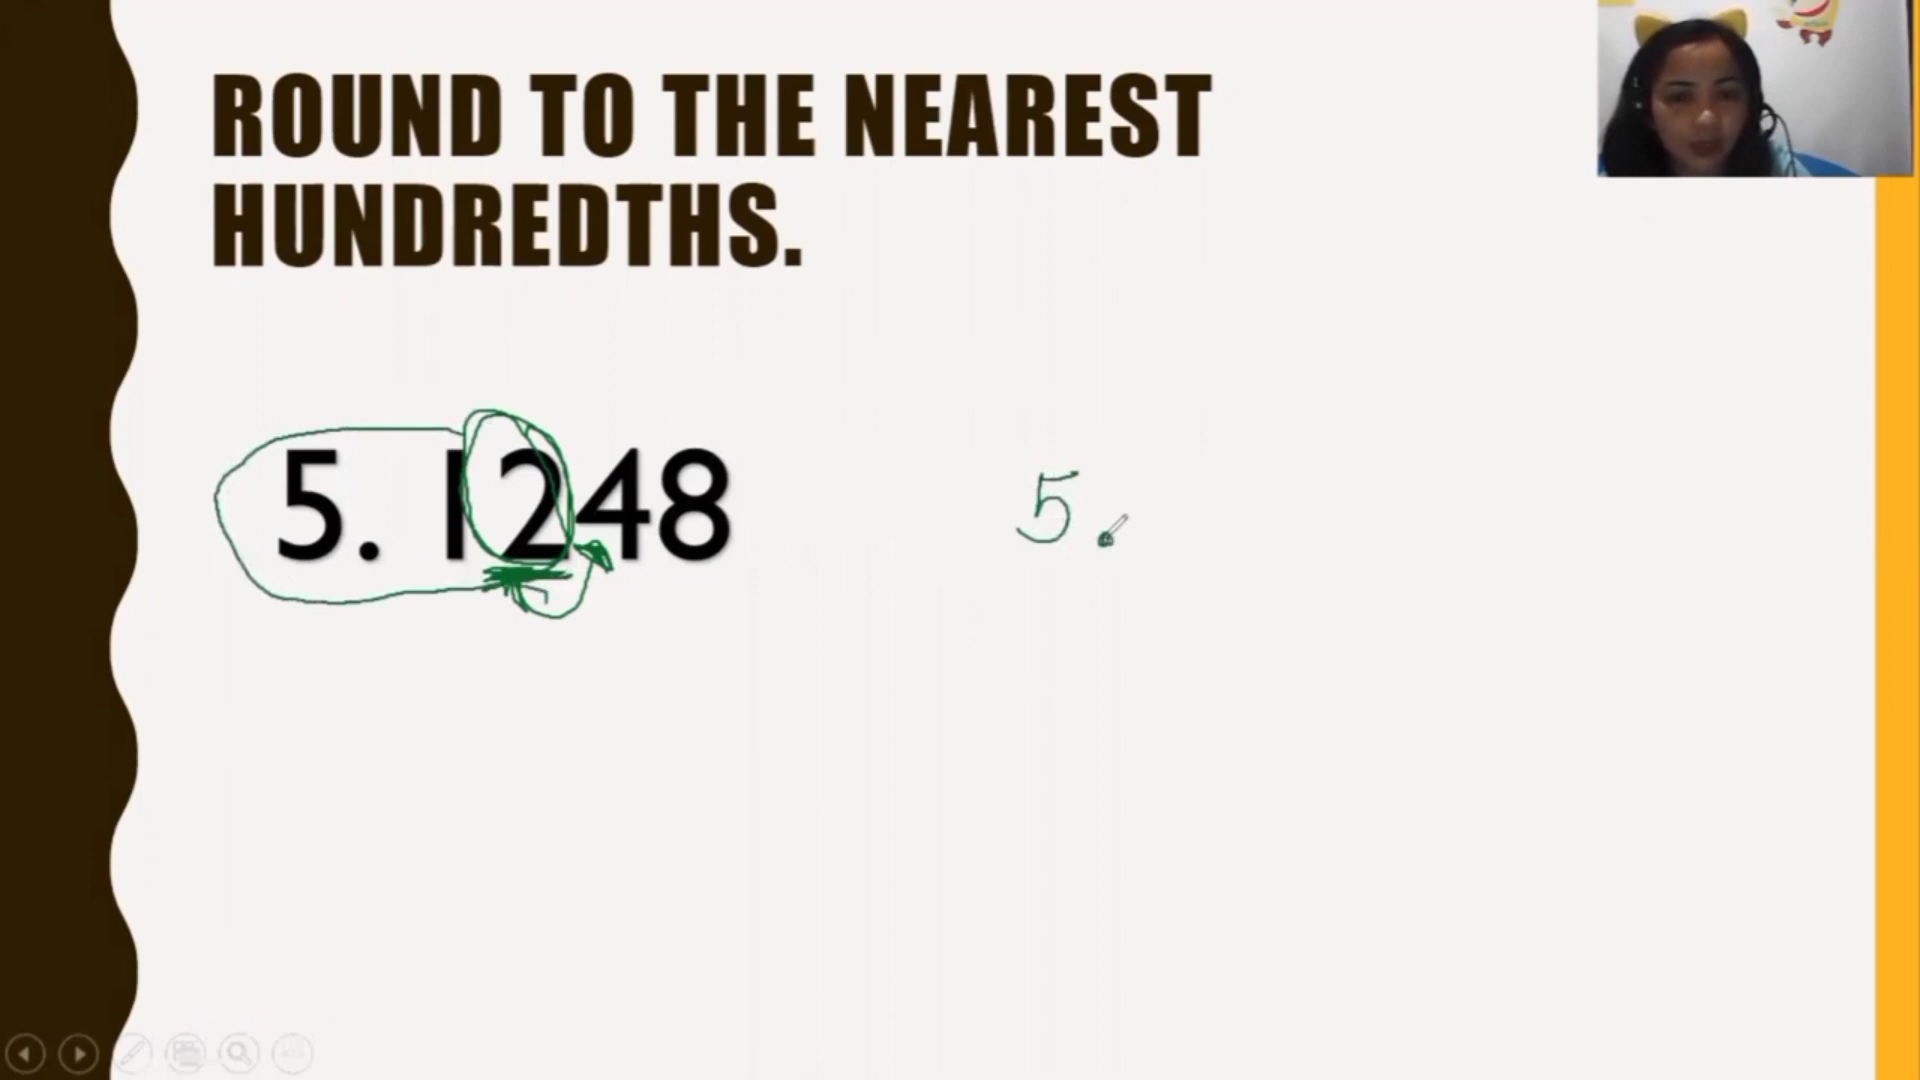 ROUND TO THE NEAREST
HUNDREDTHS.
5. 1248
5.